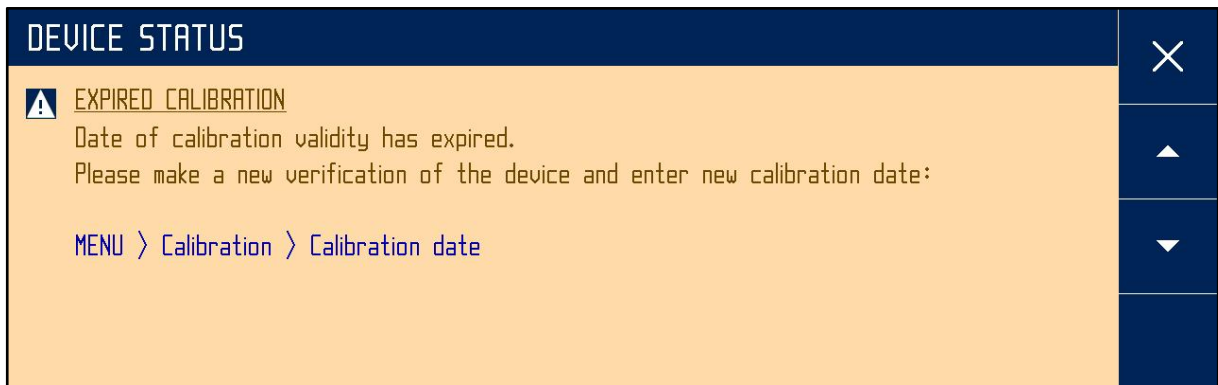 DEVICE STATUS
EXPIRED CALIBRATION
Date of calibration validity has expired.
Please make a new verification of the device and enter new calibration date:
MENU > Calibration > Calibration date